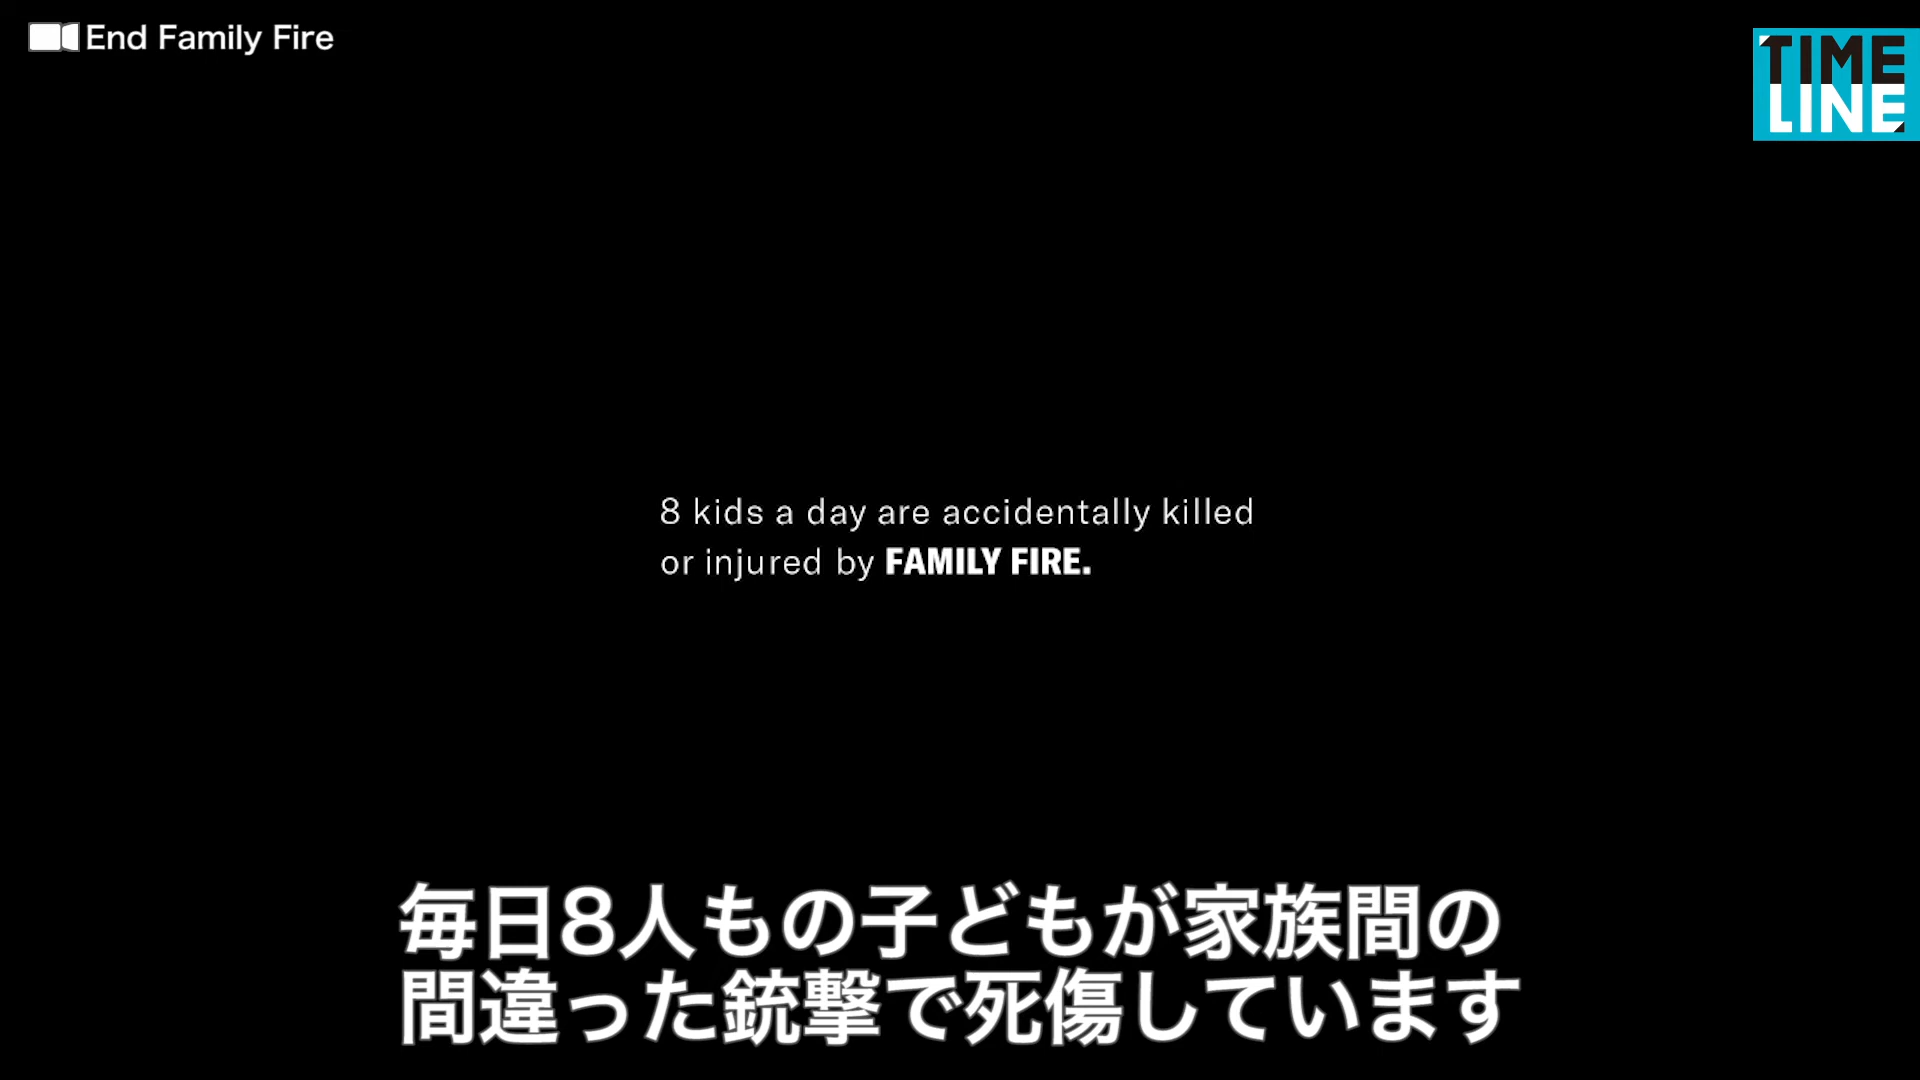 End Family Fire
TIME
LINE
8 kids a day are accidentally killed
or injured by FAMILY FIRE.
毎日8人もの子どもが家族間の
間違った銃撃で死傷しています